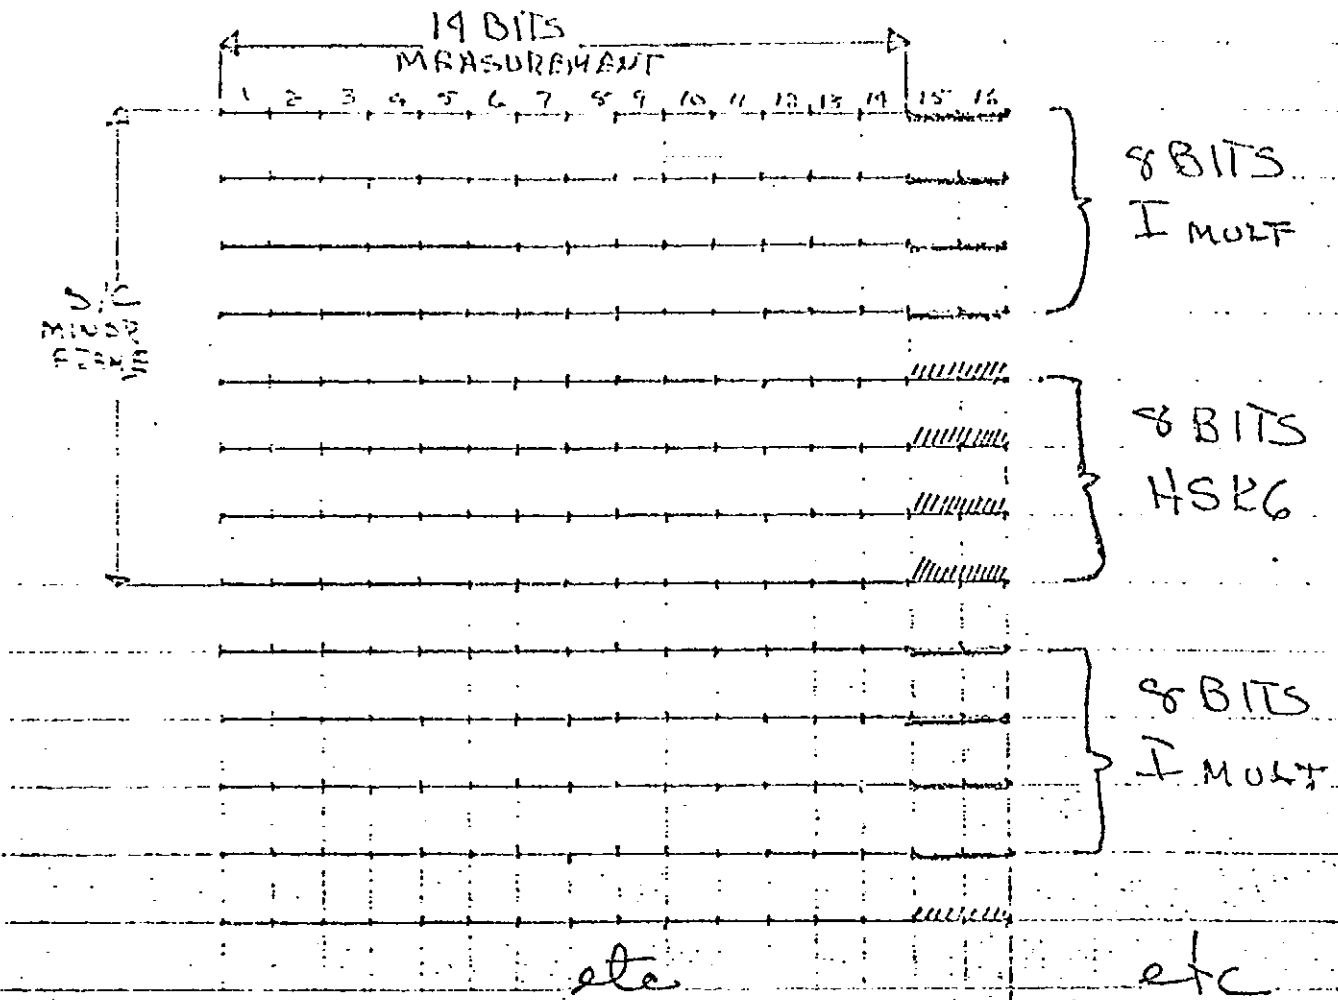 14 BITS
MEASUREMENT
1 2 3 4 5 6 7 8 9 10 11 12 13 14 15 16
8 BITS
I MULT
S/C
MINOR
FRAME
8 BITS
HSKG
8 BITS
I MULT
etc etc